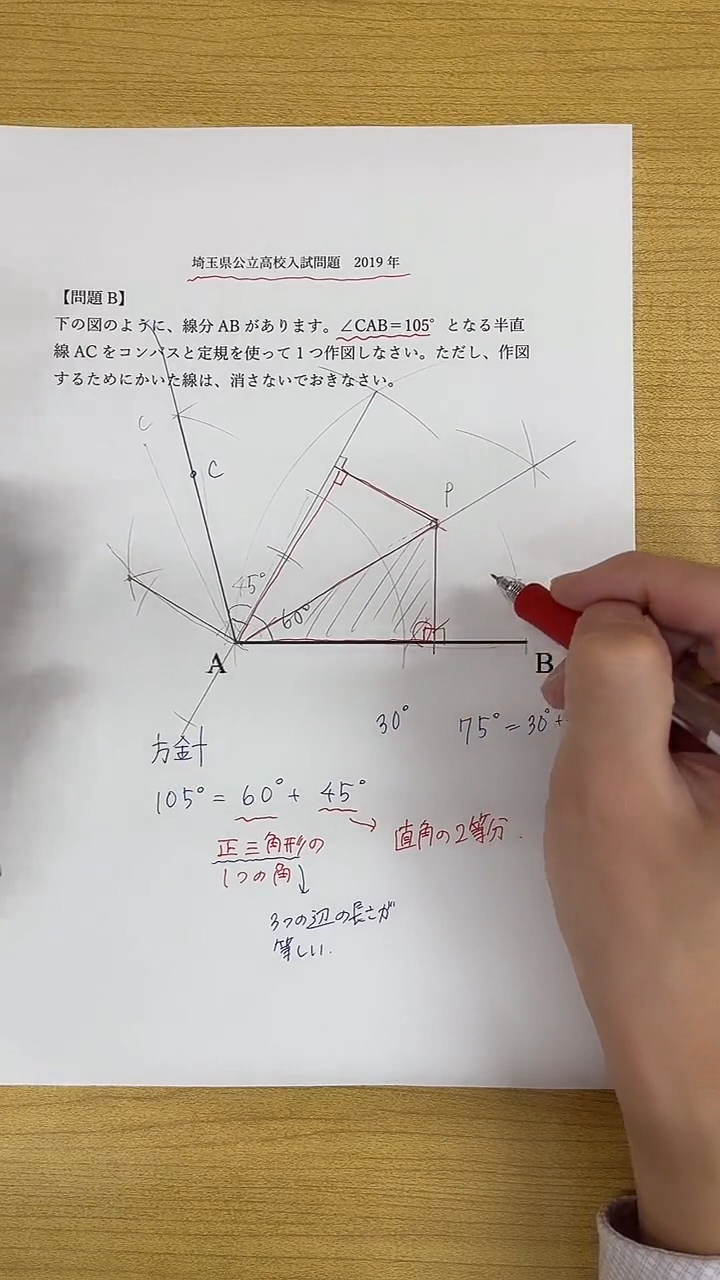 埼玉県公立高校入試問題 2019 年
【問題 B】
下の図のように、線分 AB があります。∠CAB=105° となる半直
線 AC をコンパスと定規を使って 1 つ作図しなさい。ただし、作図
するためにかいた線は、消さないでおきなさい。
C
C
P
45°
60°
A
B
30°
75°=30°+
方針
105°= 60°+ 45°
直角の2等分.
正三角形の
1つの角
3つの辺の長さが
等しい.